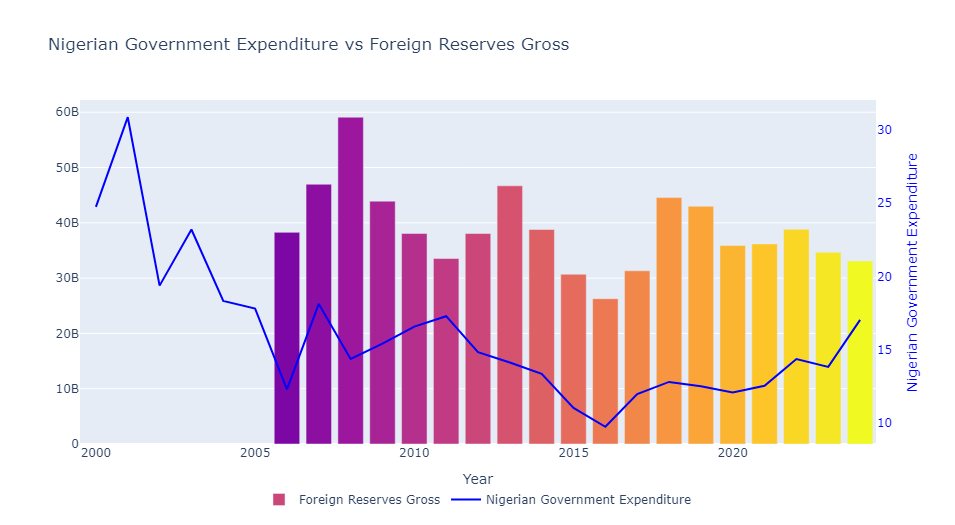 Nigerian Government Expenditure vs Foreign Reserves Gross
60B
50B
40B
30B
20B
10B
0
30
25
20
15
10
Nigerian Government Expenditure
2000
2005
2010
2015
2020
Year
Foreign Reserves Gross
Nigerian Government Expenditure